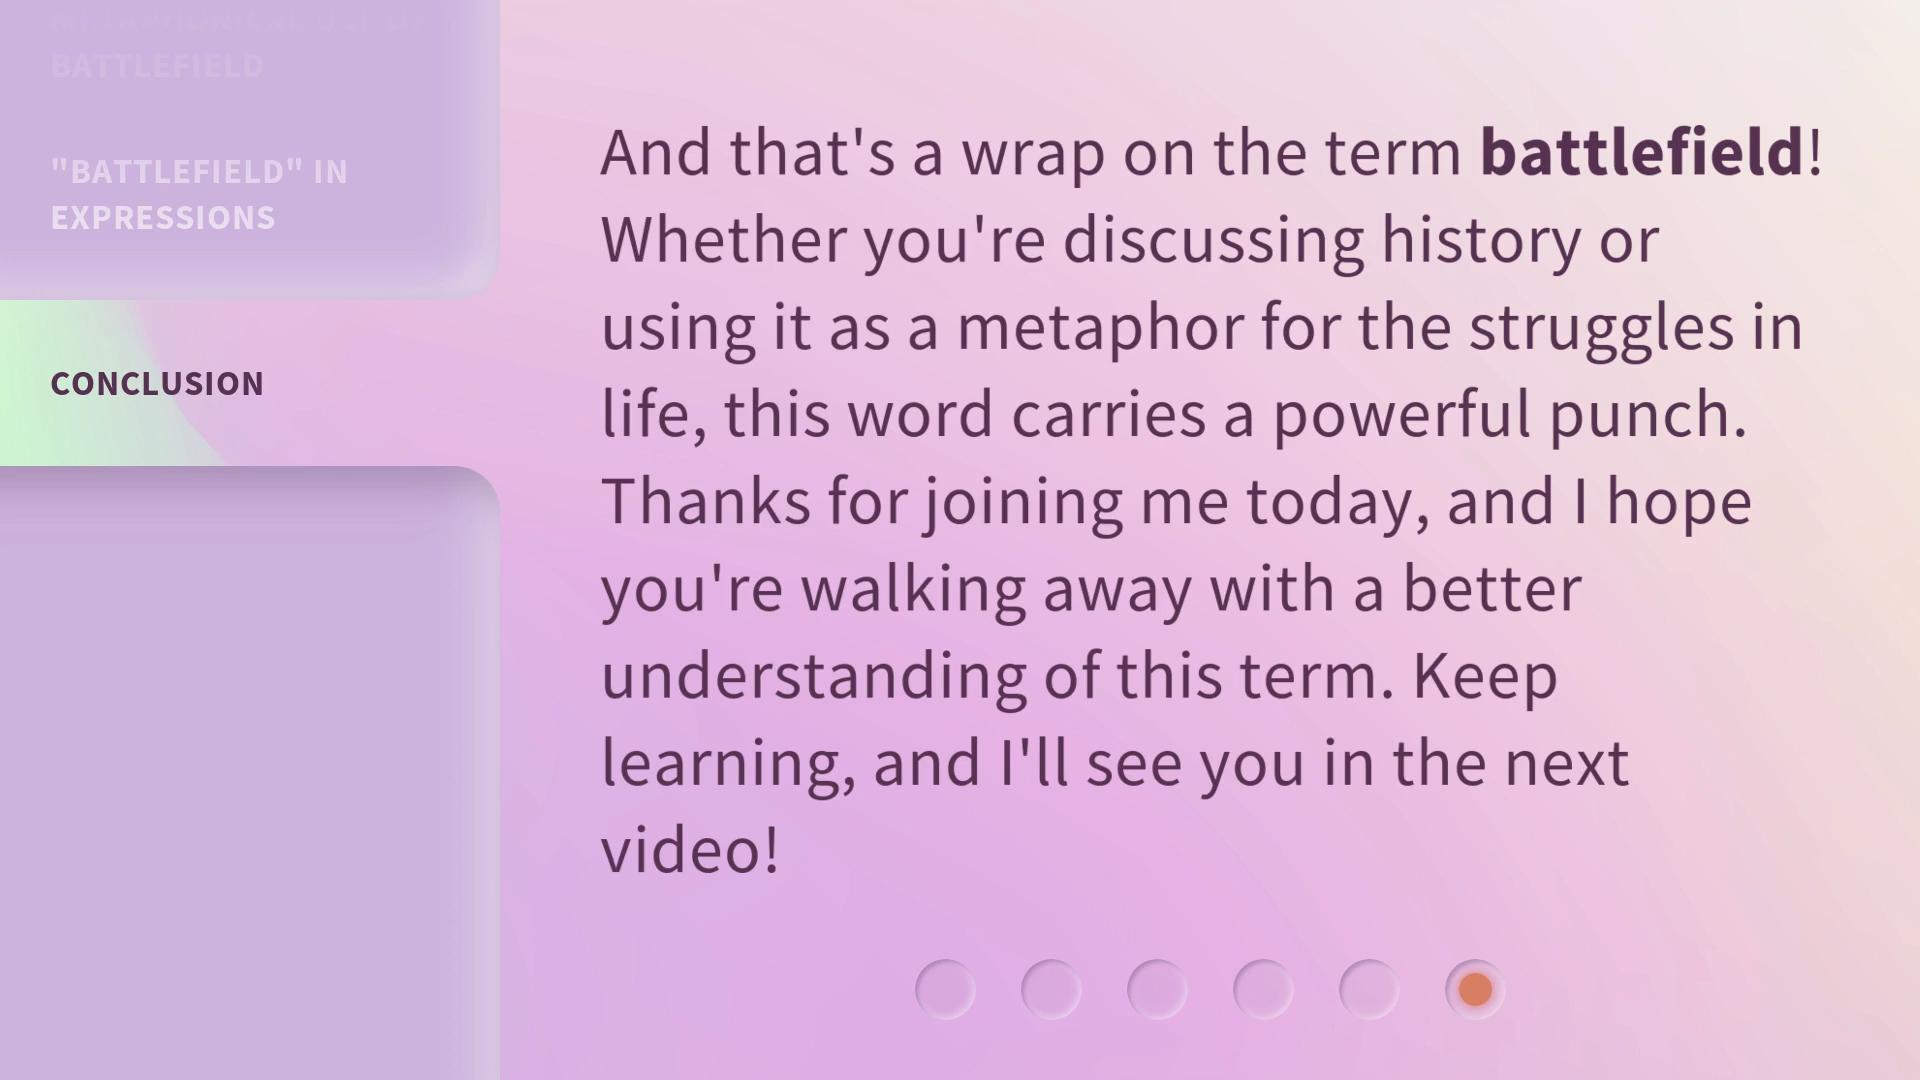 BATTLEFIELD
"BATTLEFIELD" IN
EXPRESSIONS
CONCLUSION
And that's a wrap on the term battlefield!
Whether you're discussing history or
using it as a metaphor for the struggles in
life, this word carries a powerful punch.
Thanks for joining me today, and I hope
you're walking away with a better
understanding of this term. Keep
learning, and I'll see you in the next
video!